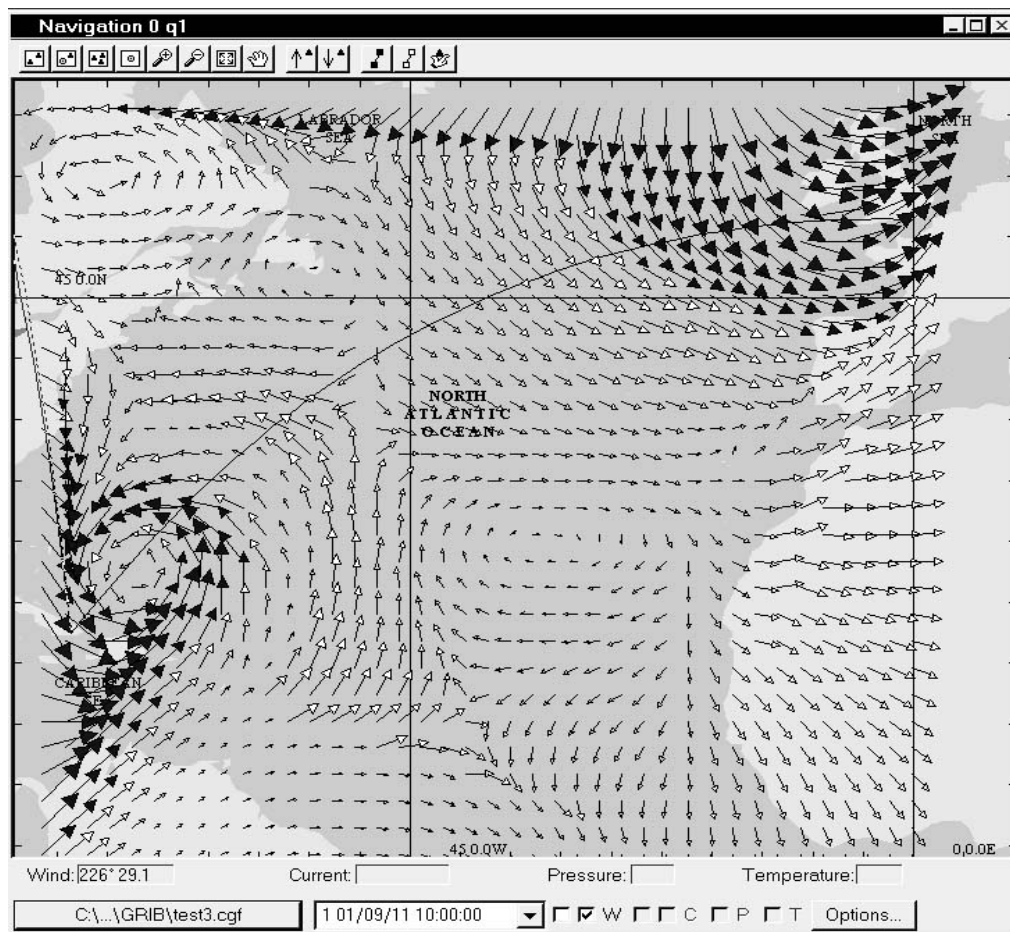 Navigation 0 q1
LABRADOR
SEA
NORTH
45 0.0N
NORTH
ATLANTIC
OCEAN
CARIBBEAN
45 0.0W
0,0.0E
Wind: 226° 29.1 Current: Pressure: Temperature:
C:\...\GRIB\test3.cgf 1 01/09/11 10:00:00 W C P T Options...